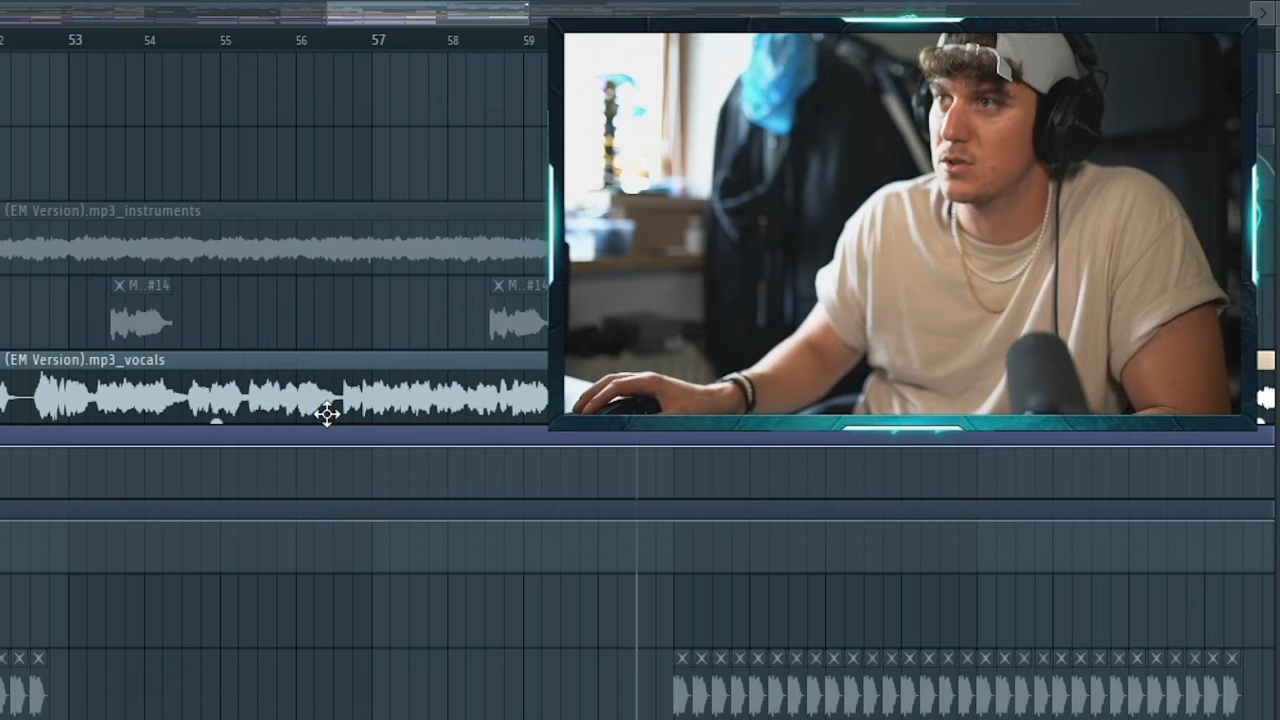 53 54 55 56 57 58 59
(EM Version).mp3_instruments
M..#14 M..#14
(EM Version).mp3_vocals